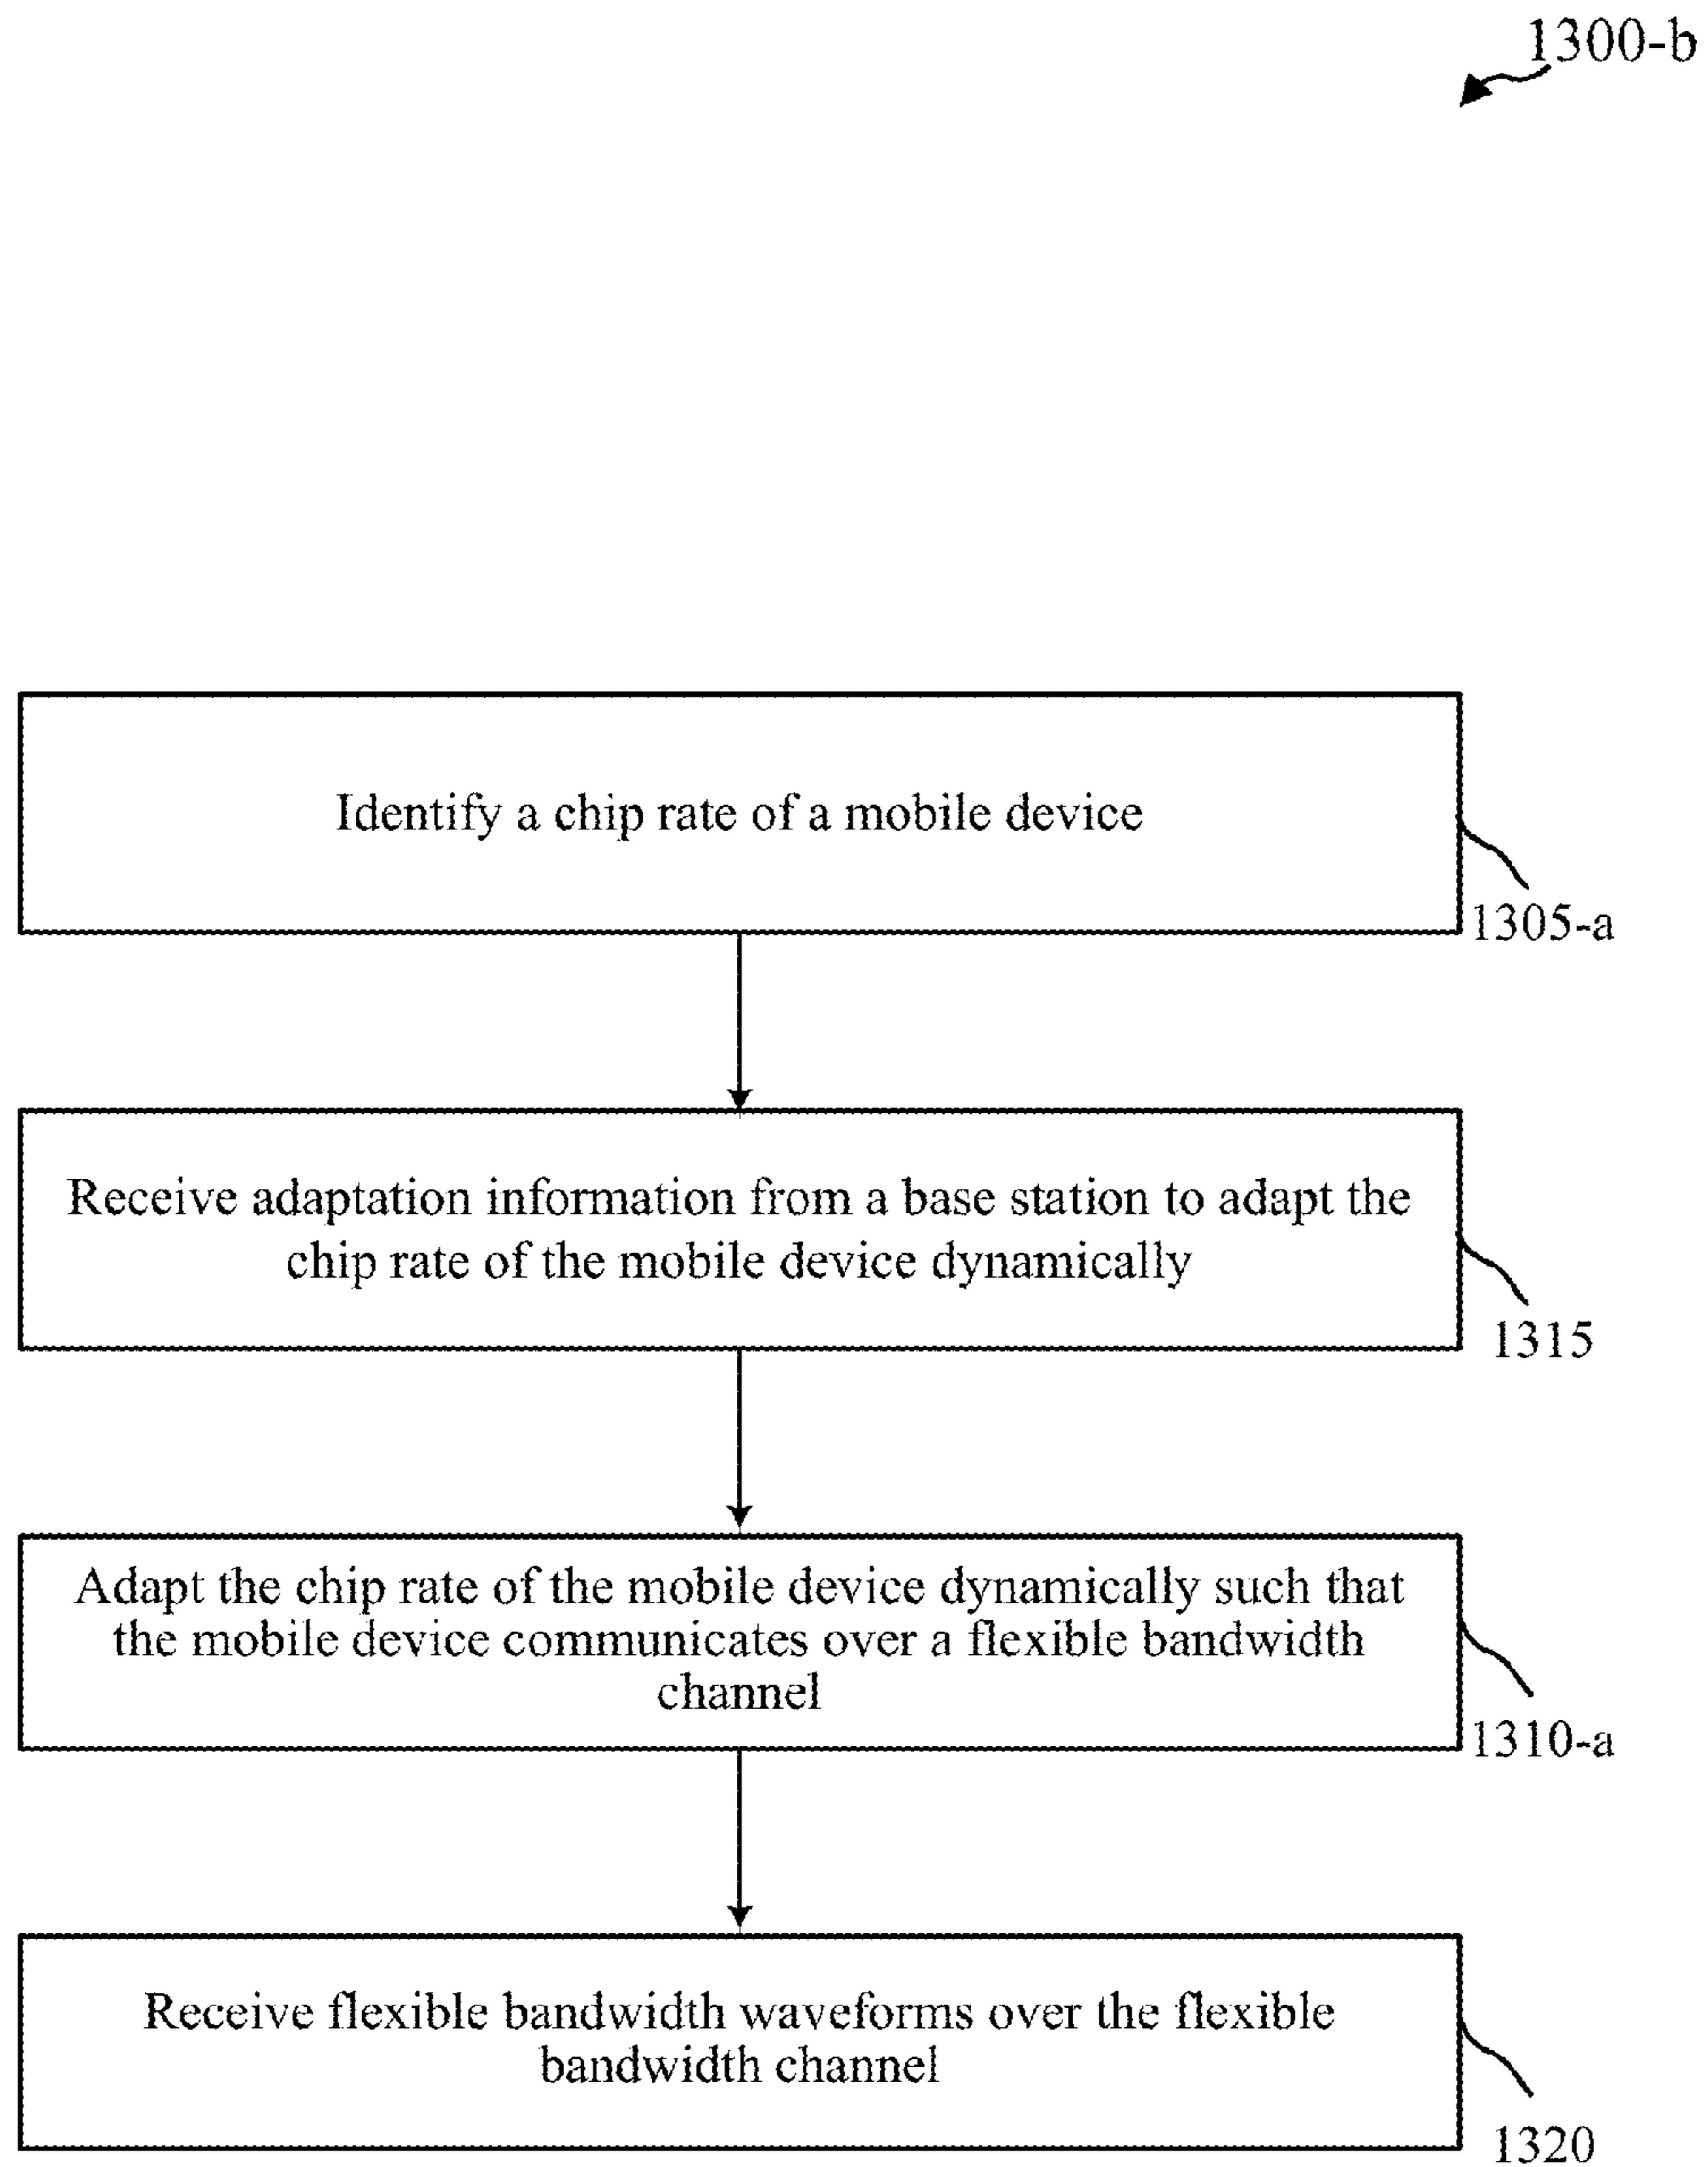 1300-b
Identify a chip rate of a mobile device
1305-a
Receive adaptation information from a base station to adapt the
chip rate of the mobile device dynamically
1315
Adapt the chip rate of the mobile device dynamically such that
the mobile device communicates over a flexible bandwidth
channel
1310-a
Receive flexible bandwidth waveforms over the flexible
bandwidth channel
1320